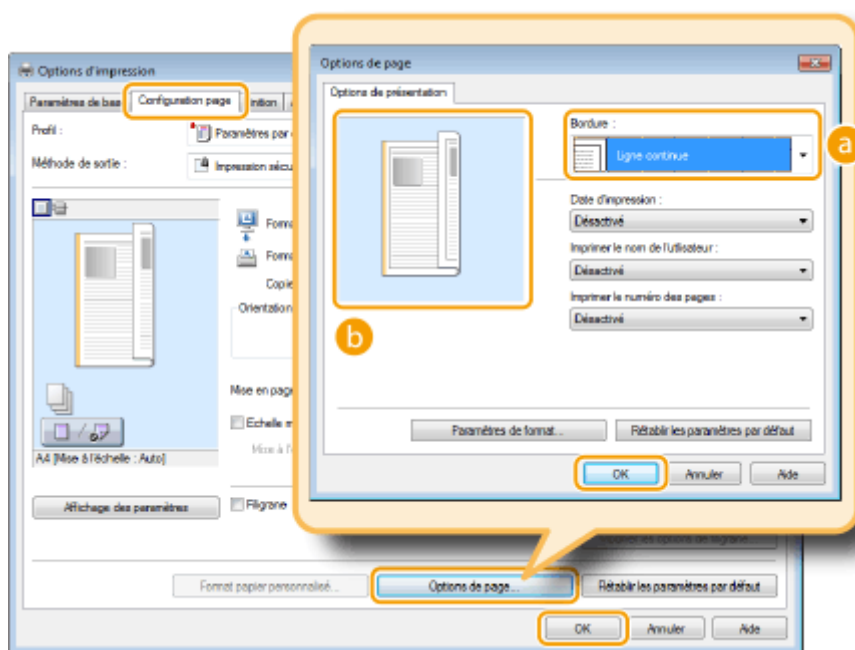 Options d'impression
Paramètres de bas
Configuration page
nition
Profil :
Paramètres par
Méthode de sortie :
Impression sécu
Forma
Forma
Copie
Orientation
Mise en pag
Echelle m
Mise à l'é
A4 [Mise à l'échelle : Auto]
Affichage des paramètres
Filigrane
Format papier personnalisé...
Options de page...
Rétablir les paramètres par défaut
OK
Annuler
Aide
Options de page
Options de présentation
Bordure :
Ligne continue
a
Date d'impression :
Désactivé
Imprimer le nom de l'utilisateur :
Désactivé
Imprimer le numéro des pages :
Désactivé
b
Paramètres de format...
Rétablir les paramètres par défaut
OK
Annuler
Aide